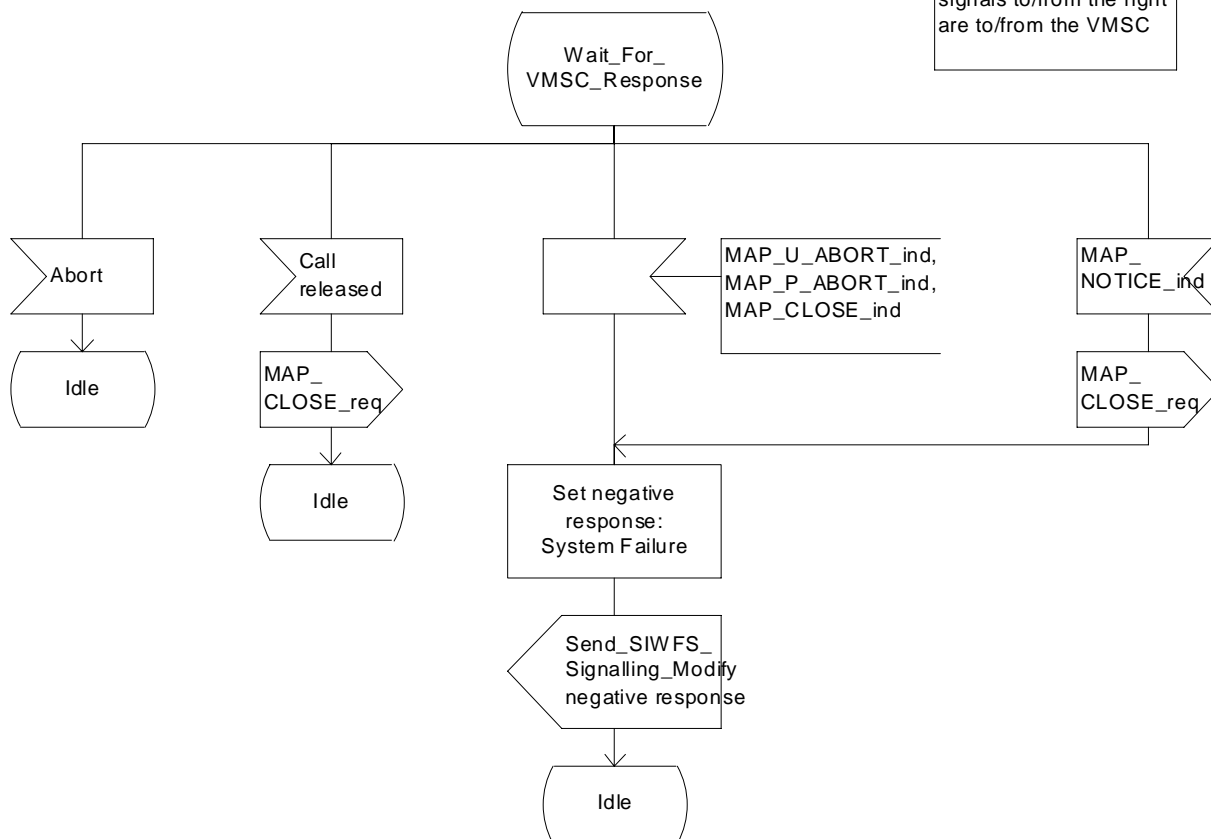 signals to/from the right
are to/from the VMSC
Wait_For_
VMSC_Response
Abort
Call
released
MAP_U_ABORT_ind,
MAP_P_ABORT_ind,
MAP_CLOSE_ind
MAP_
NOTICE_ind
Idle
MAP_
CLOSE_req
MAP_
CLOSE_req
Idle
Set negative
response:
System Failure
Send_SIWFS_
Signalling_Modify
negative response
Idle